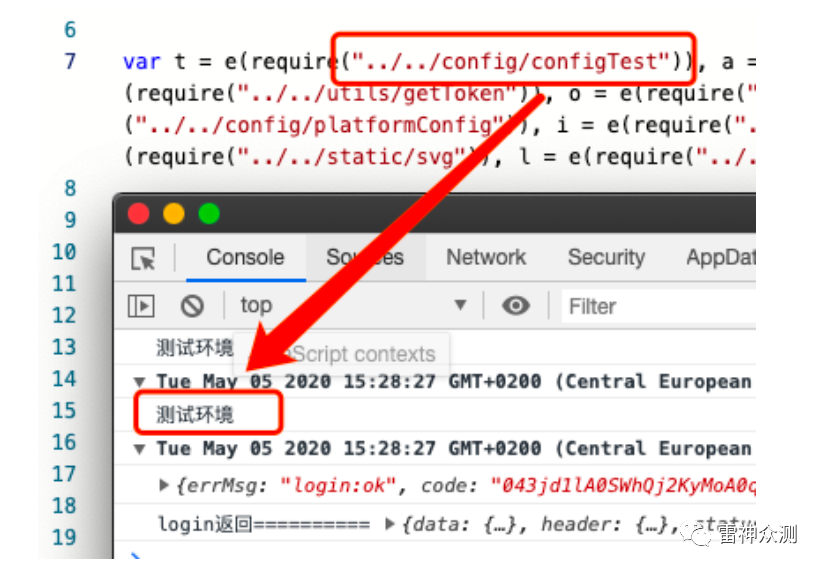 6
7 var t = e(require("../../config/configTest")), a =
(require("../../utils/getToken")), o = e(require("
("../../config/platformConfig")), i = e(require(".
(require("../../static/svg")), l = e(require("../.
8
9
10 Console Sources Network Security AppDat
11
12 top Filter
13 测试环境 Script contexts
14 Tue May 05 2020 15:28:27 GMT+0200 (Central European
15 测试环境
16 Tue May 05 2020 15:28:27 GMT+0200 (Central European
17 {errMsg: "login:ok", code: "043jd1lA0SWhQj2KyMoA0q
18 login返回========== {data: {…}, header: {…},
19
雷神众测